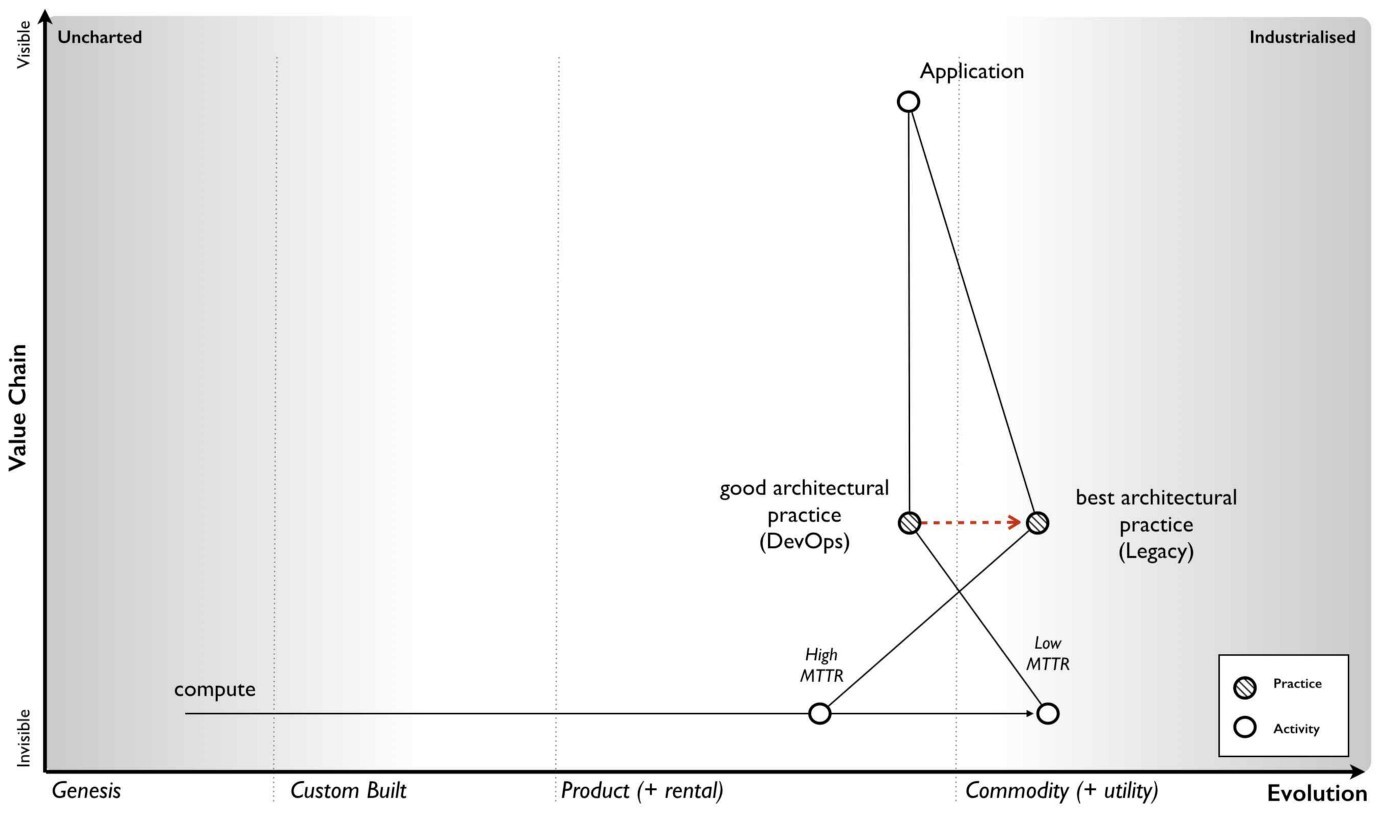 Visible
Uncharted
Industrialised
Application
Value Chain
good architectural
practice
(DevOps)
best architectural
practice
(Legacy)
High
MTTR
Low
MTTR
compute
Practice
Activity
Invisible
Genesis
Custom Built
Product (+ rental)
Commodity (+ utility)
Evolution